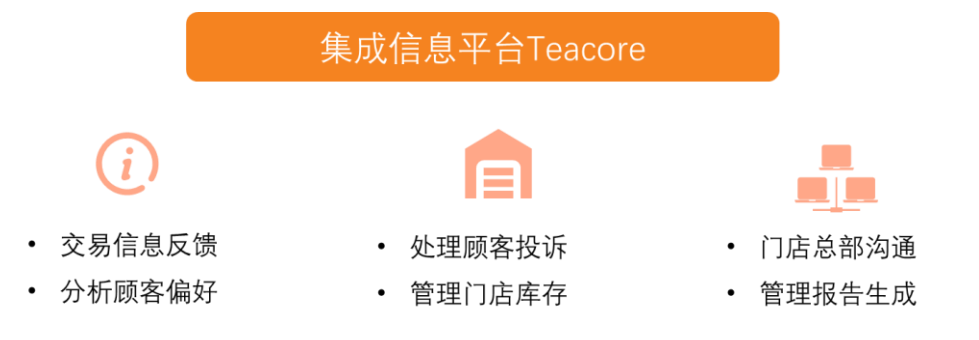 集成信息平台Teacore
• 交易信息反馈
• 分析顾客偏好
• 处理顾客投诉
• 管理门店库存
• 门店总部沟通
• 管理报告生成